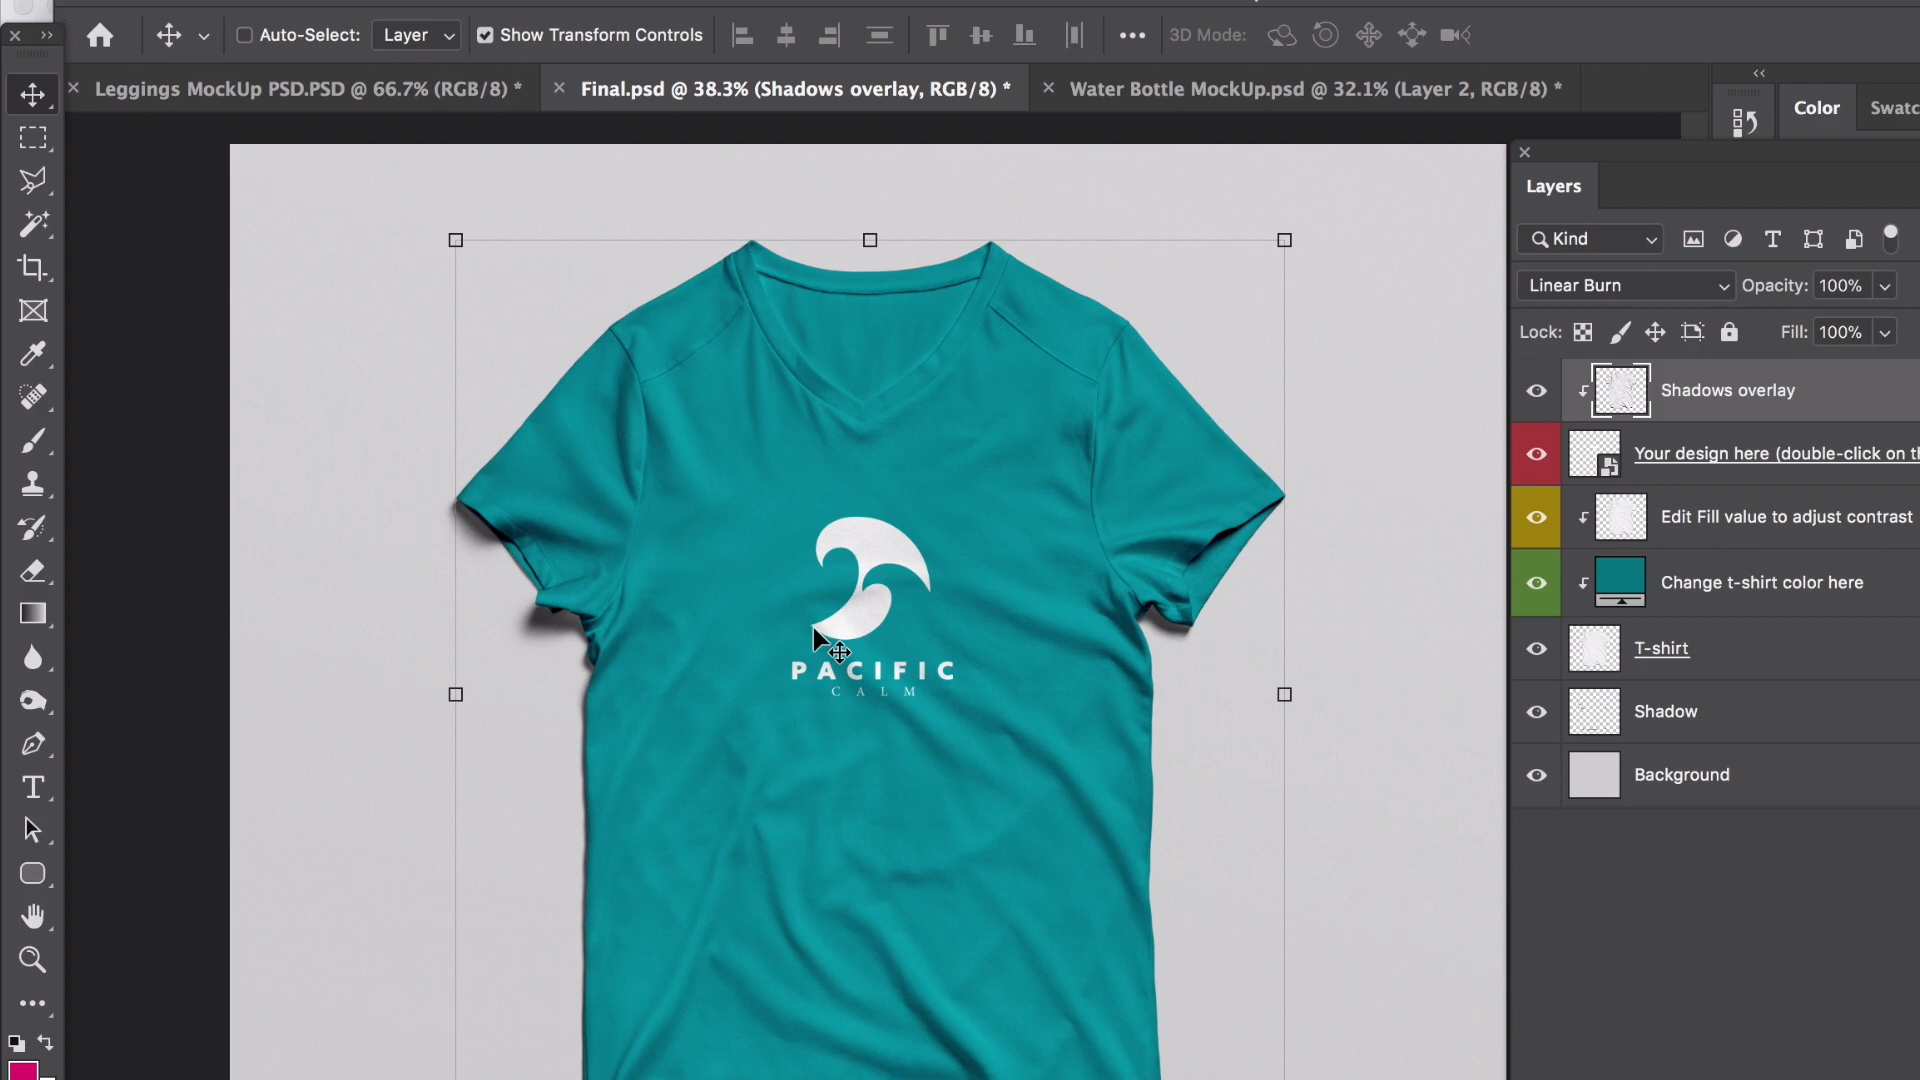 Auto-Select: Layer Show Transform Controls 3D Mode:
Leggings MockUp PSD.PSD @ 66.7% (RGB/8) * Final.psd @ 38.3% (Shadows overlay, RGB/8) * Water Bottle MockUp.psd @ 32.1% (Layer 2, RGB/8) *
Color Swatc
Layers
Kind
Linear Burn Opacity: 100%
Lock: Fill: 100%
Shadows overlay
Your design here (double-click on th
Edit Fill value to adjust contrast
Change t-shirt color here
T-shirt
Shadow
Background
PACIFIC
CALM